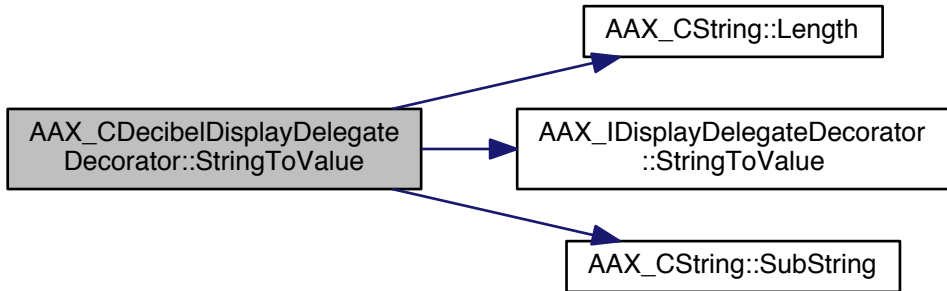 AAX_CString::Length
AAX_CDecibelDisplayDelegate
Decorator::StringToValue
AAX_IDisplayDelegateDecorator
::StringToValue
AAX_CString::SubString